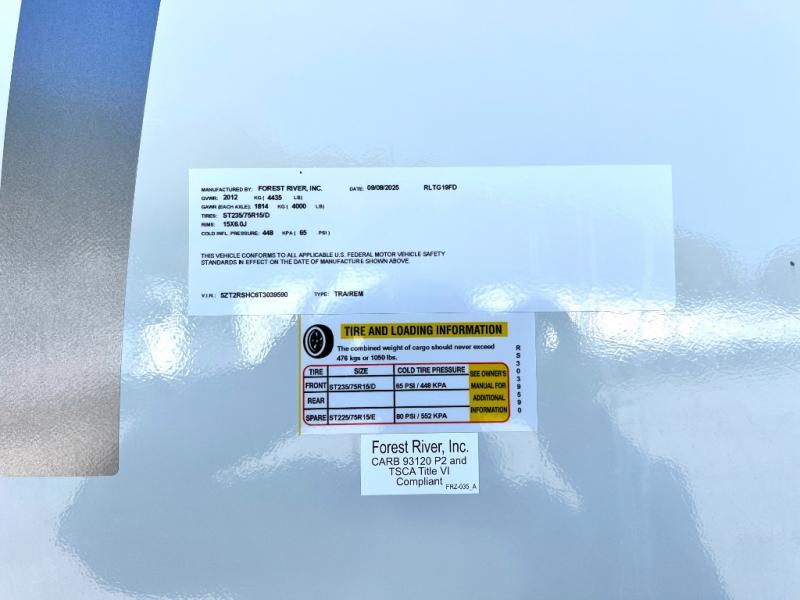 MANUFACTURED BY: FOREST RIVER, INC. DATE: 09/08/2025 RLTG19FD
GVWR: 2012 KG ( 4435 LB)
GAWR (EACH AXLE): 1814 KG ( 4000 LB)
TIRES: ST235/75R15/D
RIMS: 15X6.0J
COLD INFL. PRESSURE: 448 KPA ( 65 PSI )
THIS VEHICLE CONFORMS TO ALL APPLICABLE U.S. FEDERAL MOTOR VEHICLE SAFETY
STANDARDS IN EFFECT ON THE DATE OF MANUFACTURE SHOWN ABOVE.
V.I.N.: 5ZT2RSHC6T3039590 TYPE: TRA/REM
TIRE AND LOADING INFORMATION
The combined weight of cargo should never exceed
476 kgs or 1050 lbs.
TIRE SIZE COLD TIRE PRESSURE
FRONT ST235/75R15/D 65 PSI / 448 KPA
REAR
SPARE ST225/75R15/E 80 PSI / 552 KPA
SEE OWNER'S
MANUAL FOR
ADDITIONAL
INFORMATION
RS3039590
Forest River, Inc.
CARB 93120 P2 and
TSCA Title VI
Compliant
FRZ-035_A